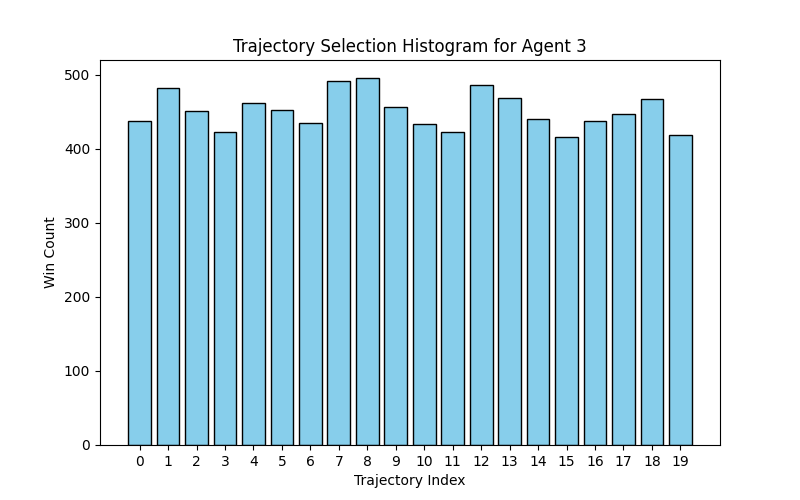 Trajectory Selection Histogram for Agent 3
500
400
300
200
100
0
Win Count
0 1 2 3 4 5 6 7 8 9 10 11 12 13 14 15 16 17 18 19
Trajectory Index